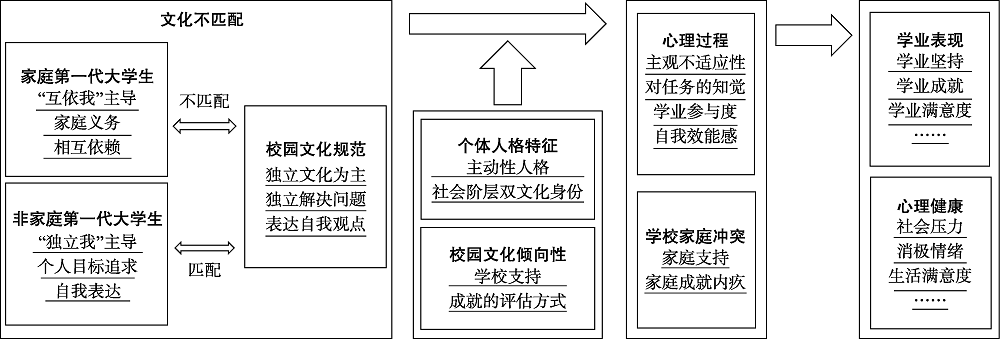 文化不匹配
家庭第一代大学生
“互依我”主导
家庭义务
相互依赖
不匹配
非家庭第一代大学生
“独立我”主导
个人目标追求
自我表达
匹配
校园文化规范
独立文化为主
独立解决问题
表达自我观点
个体人格特征
主动性人格
社会阶层双文化身份
校园文化倾向性
学校支持
成就的评估方式
心理过程
主观不适应性
对任务的知觉
学业参与度
自我效能感
学校家庭冲突
家庭支持
家庭成就内疚
学业表现
学业坚持
学业成就
学业满意度
……
心理健康
社会压力
消极情绪
生活满意度
……